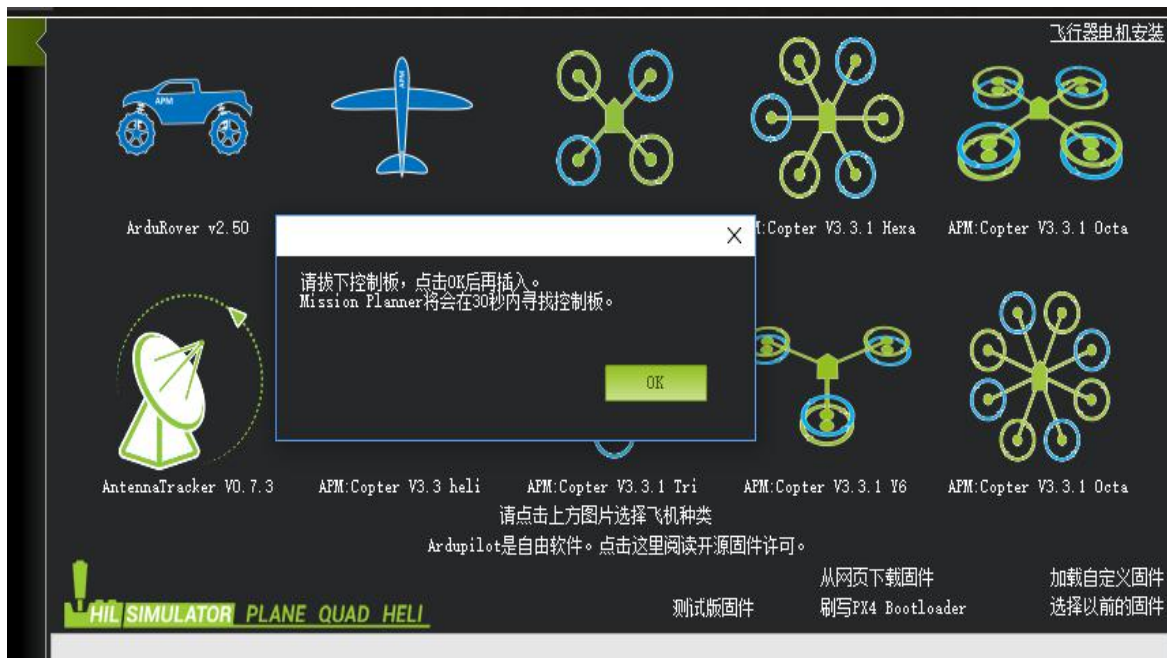 飞行器电机安装
APM
APM
ArduRover v2.50
M:Copter V3.3.1 Hexa
APM:Copter V3.3.1 Octa
请拔下控制板，点击OK后再插入。
Mission Planner将会在30秒内寻找控制板。
OK
AntennaTracker V0.7.3
APM:Copter V3.3 heli
APM:Copter V3.3.1 Tri
APM:Copter V3.3.1 Y6
APM:Copter V3.3.1 Octa
请点击上方图片选择飞机种类
Ardupilot是自由软件。点击这里阅读开源固件许可。
从网页下载固件
加载自定义固件
! HIL SIMULATOR PLANE QUAD HELI
测试版固件
刷写PX4 Bootloader
选择以前的固件